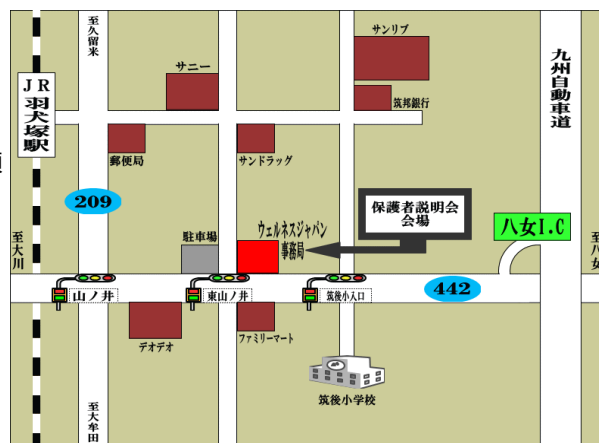 至久留米
サンリブ
サニー
九州自動車道
JR
羽犬塚駅
筑邦銀行
郵便局
サンドラッグ
209
保護者説明会
会場
ウェルネスジャパン
事務局
駐車場
八女I.C
至大川
至八女
山ノ井
東山ノ井
筑後小入口
442
デオデオ
ファミリーマート
筑後小学校
至大牟田